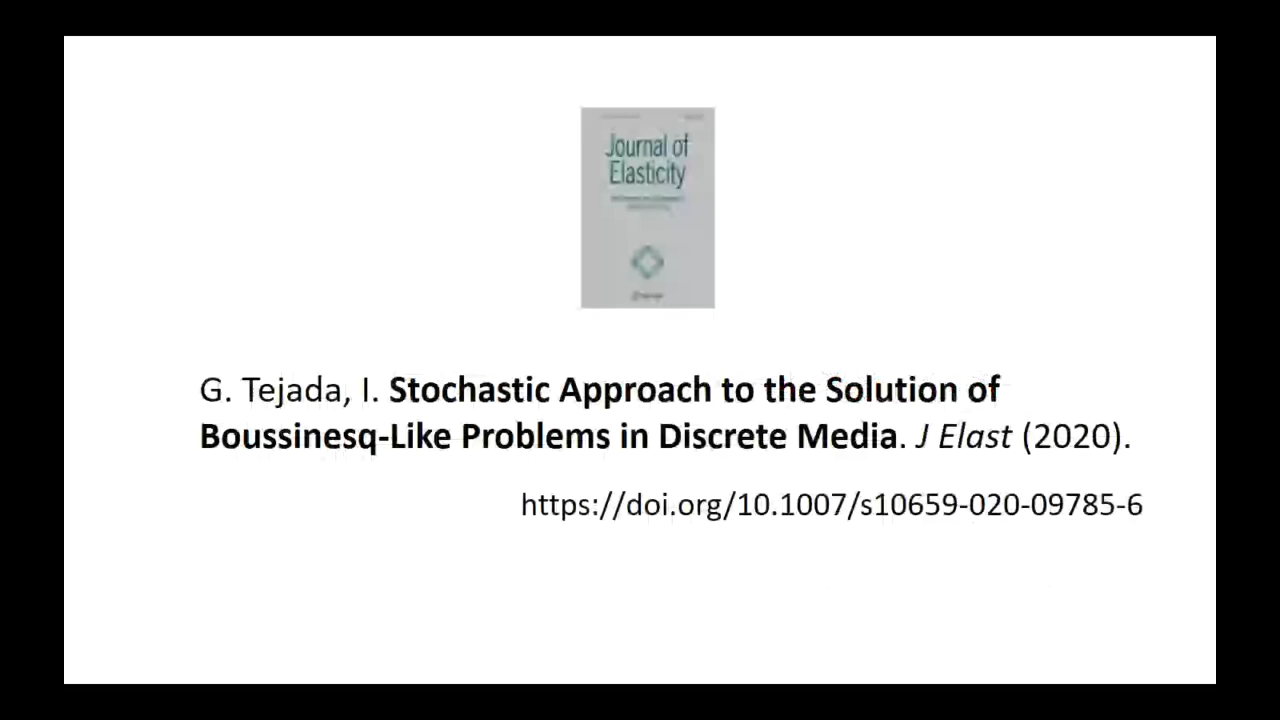 Journal of
Elasticity
G. Tejada, I. Stochastic Approach to the Solution of
Boussinesq-Like Problems in Discrete Media. J Elast (2020).
https://doi.org/10.1007/s10659-020-09785-6